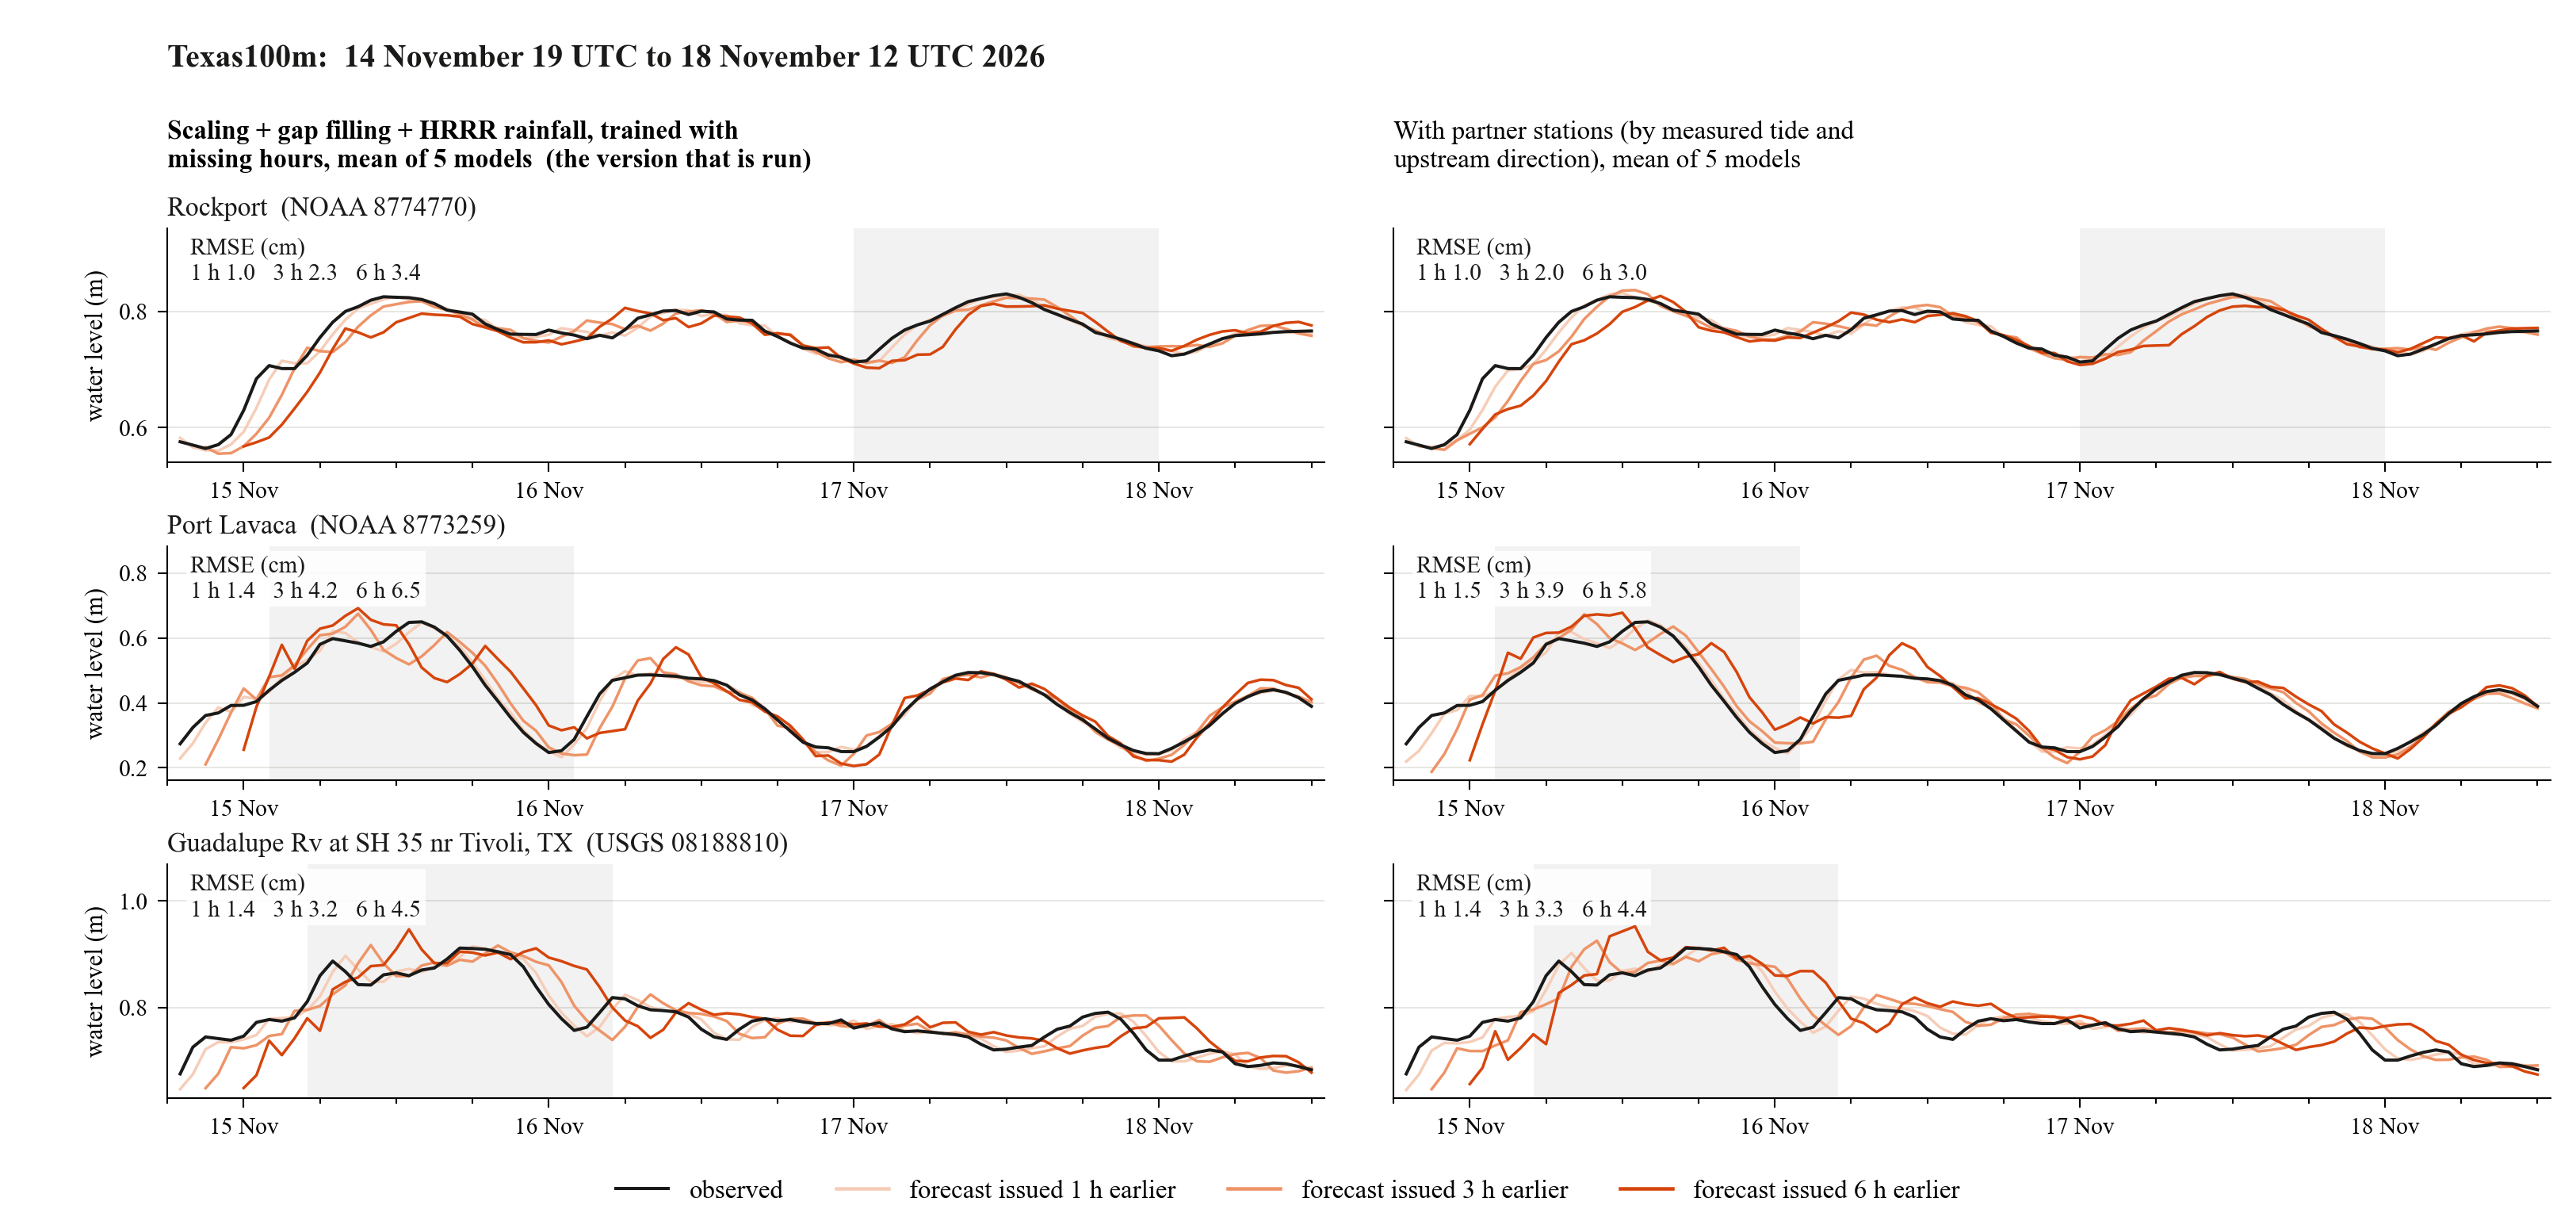 Texas100m:  14 November 19 UTC to 18 November 12 UTC 2026
Scaling + gap filling + HRRR rainfall, trained with
missing hours, mean of 5 models  (the version that is run)
With partner stations (by measured tide and
upstream direction), mean of 5 models
Rockport  (NOAA 8774770)
water level (m)
0.8
0.6
RMSE (cm)
1 h 1.0   3 h 2.3   6 h 3.4
15 Nov
16 Nov
17 Nov
18 Nov
RMSE (cm)
1 h 1.0   3 h 2.0   6 h 3.0
15 Nov
16 Nov
17 Nov
18 Nov
Port Lavaca  (NOAA 8773259)
water level (m)
0.8
0.6
0.4
0.2
RMSE (cm)
1 h 1.4   3 h 4.2   6 h 6.5
15 Nov
16 Nov
17 Nov
18 Nov
RMSE (cm)
1 h 1.5   3 h 3.9   6 h 5.8
15 Nov
16 Nov
17 Nov
18 Nov
Guadalupe Rv at SH 35 nr Tivoli, TX  (USGS 08188810)
water level (m)
1.0
0.8
RMSE (cm)
1 h 1.4   3 h 3.2   6 h 4.5
15 Nov
16 Nov
17 Nov
18 Nov
RMSE (cm)
1 h 1.4   3 h 3.3   6 h 4.4
15 Nov
16 Nov
17 Nov
18 Nov
observed
forecast issued 1 h earlier
forecast issued 3 h earlier
forecast issued 6 h earlier